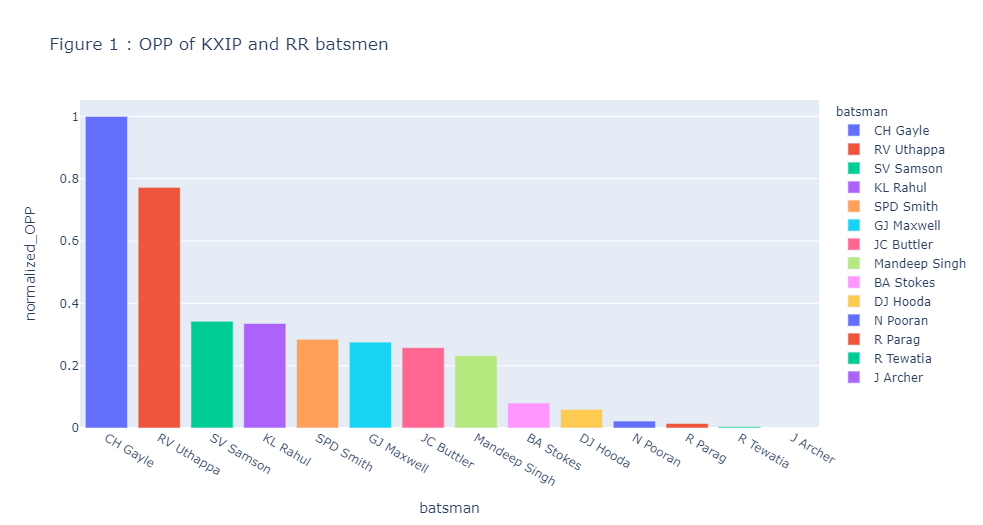 Figure 1 : OPP of KXIP and RR batsmen
normalized_OPP
1
0.8
0.6
0.4
0.2
0
CH Gayle
RV Uthappa
SV Samson
KL Rahul
SPD Smith
GJ Maxwell
JC Buttler
Mandeep Singh
BA Stokes
DJ Hooda
N Pooran
R Parag
R Tewatia
J Archer
batsman
batsman
CH Gayle
RV Uthappa
SV Samson
KL Rahul
SPD Smith
GJ Maxwell
JC Buttler
Mandeep Singh
BA Stokes
DJ Hooda
N Pooran
R Parag
R Tewatia
J Archer